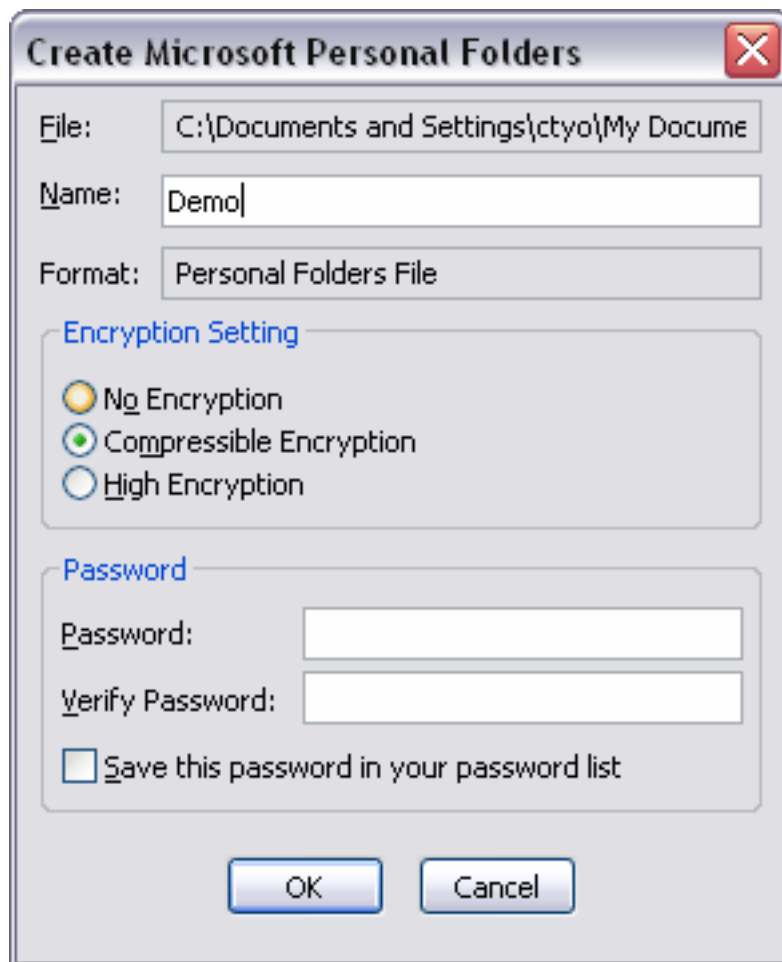 Create Microsoft Personal Folders
File: C:\Documents and Settings\ctyo\My Docume
Name: Demo
Format: Personal Folders File
Encryption Setting
No Encryption
Compressible Encryption
High Encryption
Password
Password:
Verify Password:
Save this password in your password list
OK Cancel